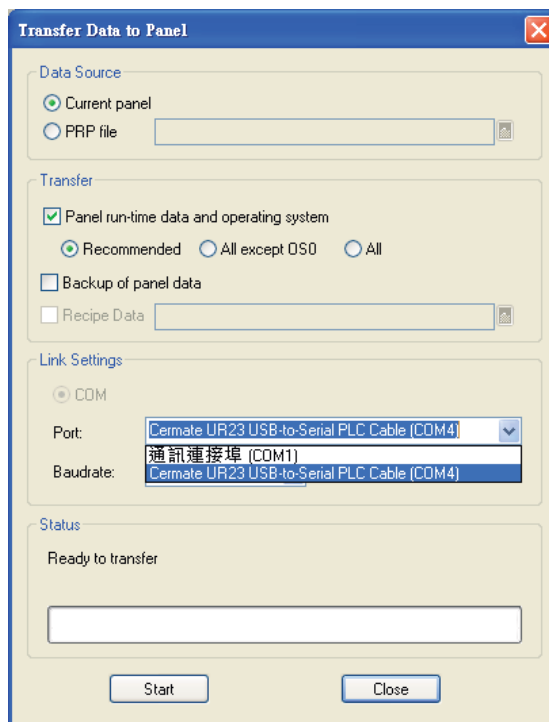 Transfer Data to Panel
Data Source
Current panel
PRP file
Transfer
Panel run-time data and operating system
Recommended All except OS0 All
Backup of panel data
Recipe Data
Link Settings
COM
Port: Cermate UR23 USB-to-Serial PLC Cable (COM4)
通訊連接埠 (COM1)
Baudrate: Cermate UR23 USB-to-Serial PLC Cable (COM4)
Status
Ready to transfer
Start Close